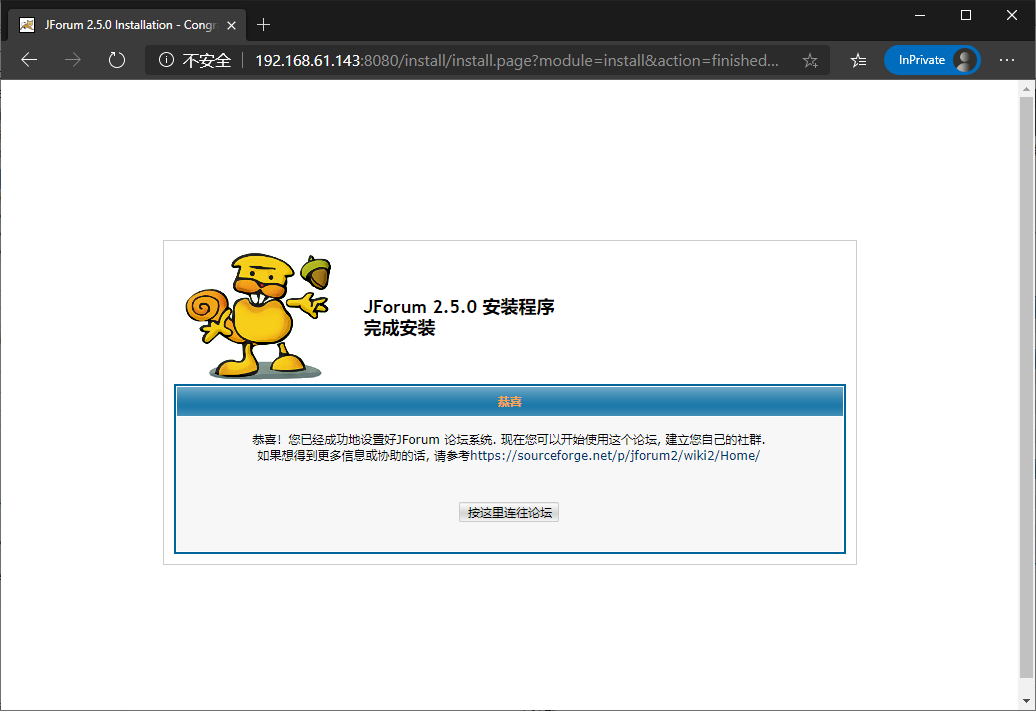 JForum 2.5.0 Installation - Congr
不安全
192.168.61.143:8080/install/install.page?module=install&action=finished...
InPrivate
JForum 2.5.0 安装程序
完成安装
恭喜
恭喜！您已经成功地设置好JForum 论坛系统. 现在您可以开始使用这个论坛, 建立您自己的社群.
如果想得到更多信息或协助的话, 请参考https://sourceforge.net/p/jforum2/wiki2/Home/
按这里连往论坛